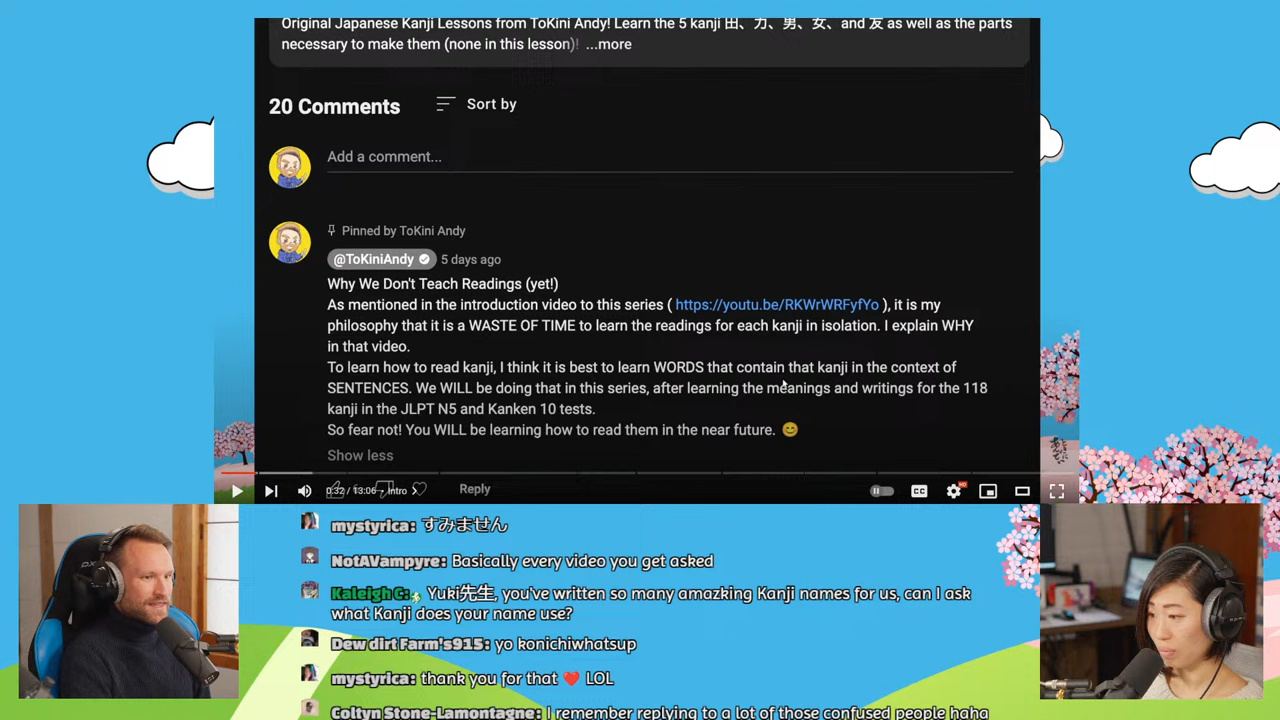 Original Japanese Kanji Lessons from ToKini Andy! Learn the 5 kanji 田、力、男、女、and 友 as well as the parts
necessary to make them (none in this lesson)! ...more
20 Comments Sort by
Add a comment...
Pinned by ToKini Andy
@ToKiniAndy 5 days ago
Why We Don't Teach Readings (yet!)
As mentioned in the introduction video to this series ( https://youtu.be/RKWrWRFyfYo ), it is my
philosophy that it is a WASTE OF TIME to learn the readings for each kanji in isolation. I explain WHY
in that video.
To learn how to read kanji, I think it is best to learn WORDS that contain that kanji in the context of
SENTENCES. We WILL be doing that in this series, after learning the meanings and writings for the 118
kanji in the JLPT N5 and Kanken 10 tests.
So fear not! You WILL be learning how to read them in the near future. 😊
Show less
0:32 / 13:06 Intro
Reply
CC
HD
mystyrica: すみません
NotAVampyre: Basically every video you get asked
Kaleigh C: Yuki先生, you've written so many amazking Kanji names for us, can I ask
what Kanji does your name use?
Dew dirt Farm's915: yo konichiwhatsup
mystyrica: thank you for that ❤️ LOL
Coltyn Stone-Lamontagne: I remember replying to a lot of those confused people haha